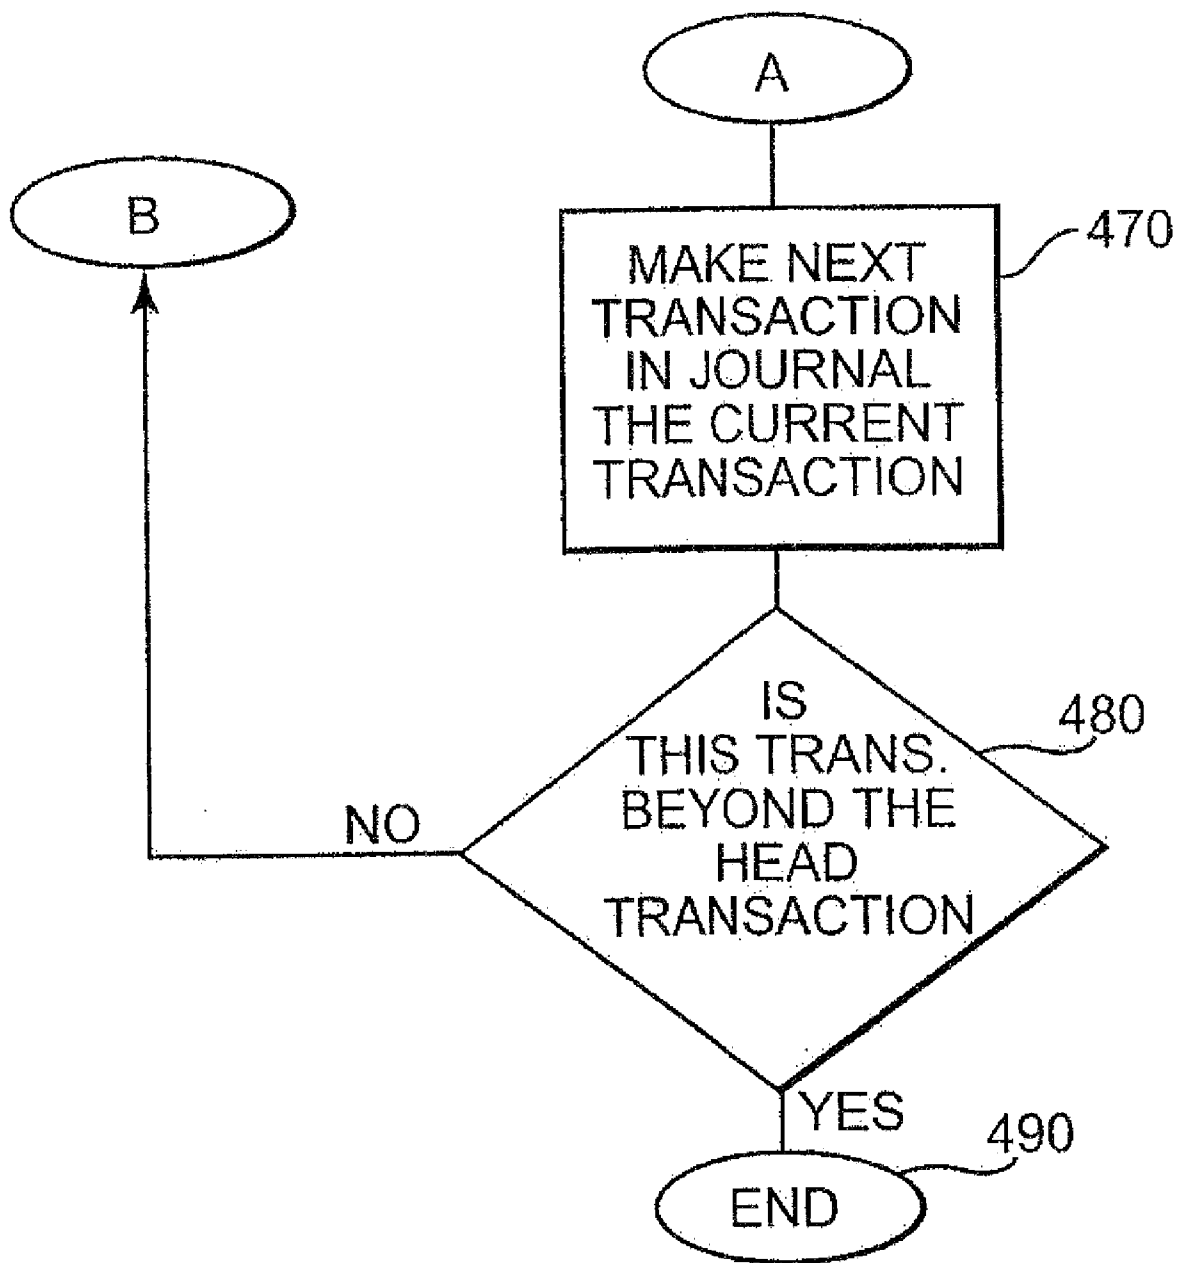 A
B
470
MAKE NEXT
TRANSACTION
IN JOURNAL
THE CURRENT
TRANSACTION
480
IS
THIS TRANS.
BEYOND THE
HEAD
TRANSACTION
NO
YES
490
END